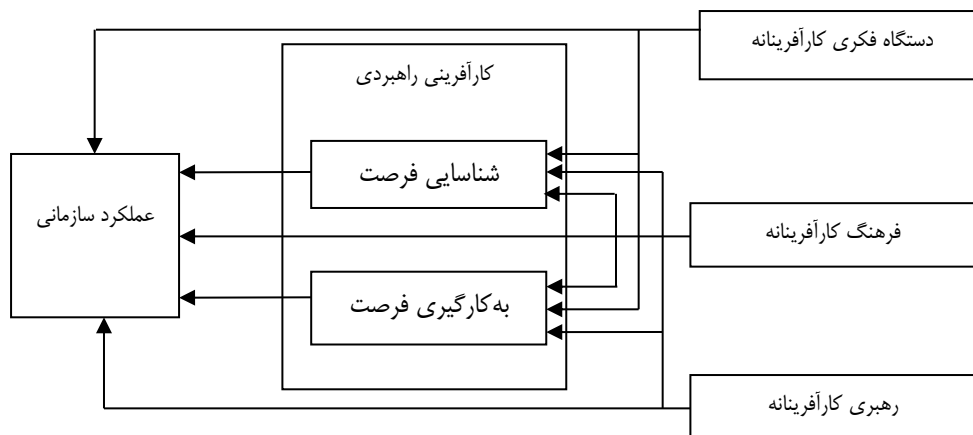 دستگاه فکری کارآفرینانه
کارآفرینی راهبردی
شناسایی فرصت
عملکرد سازمانی
فرهنگ کارآفرینانه
به‌کارگیری فرصت
رهبری کارآفرینانه